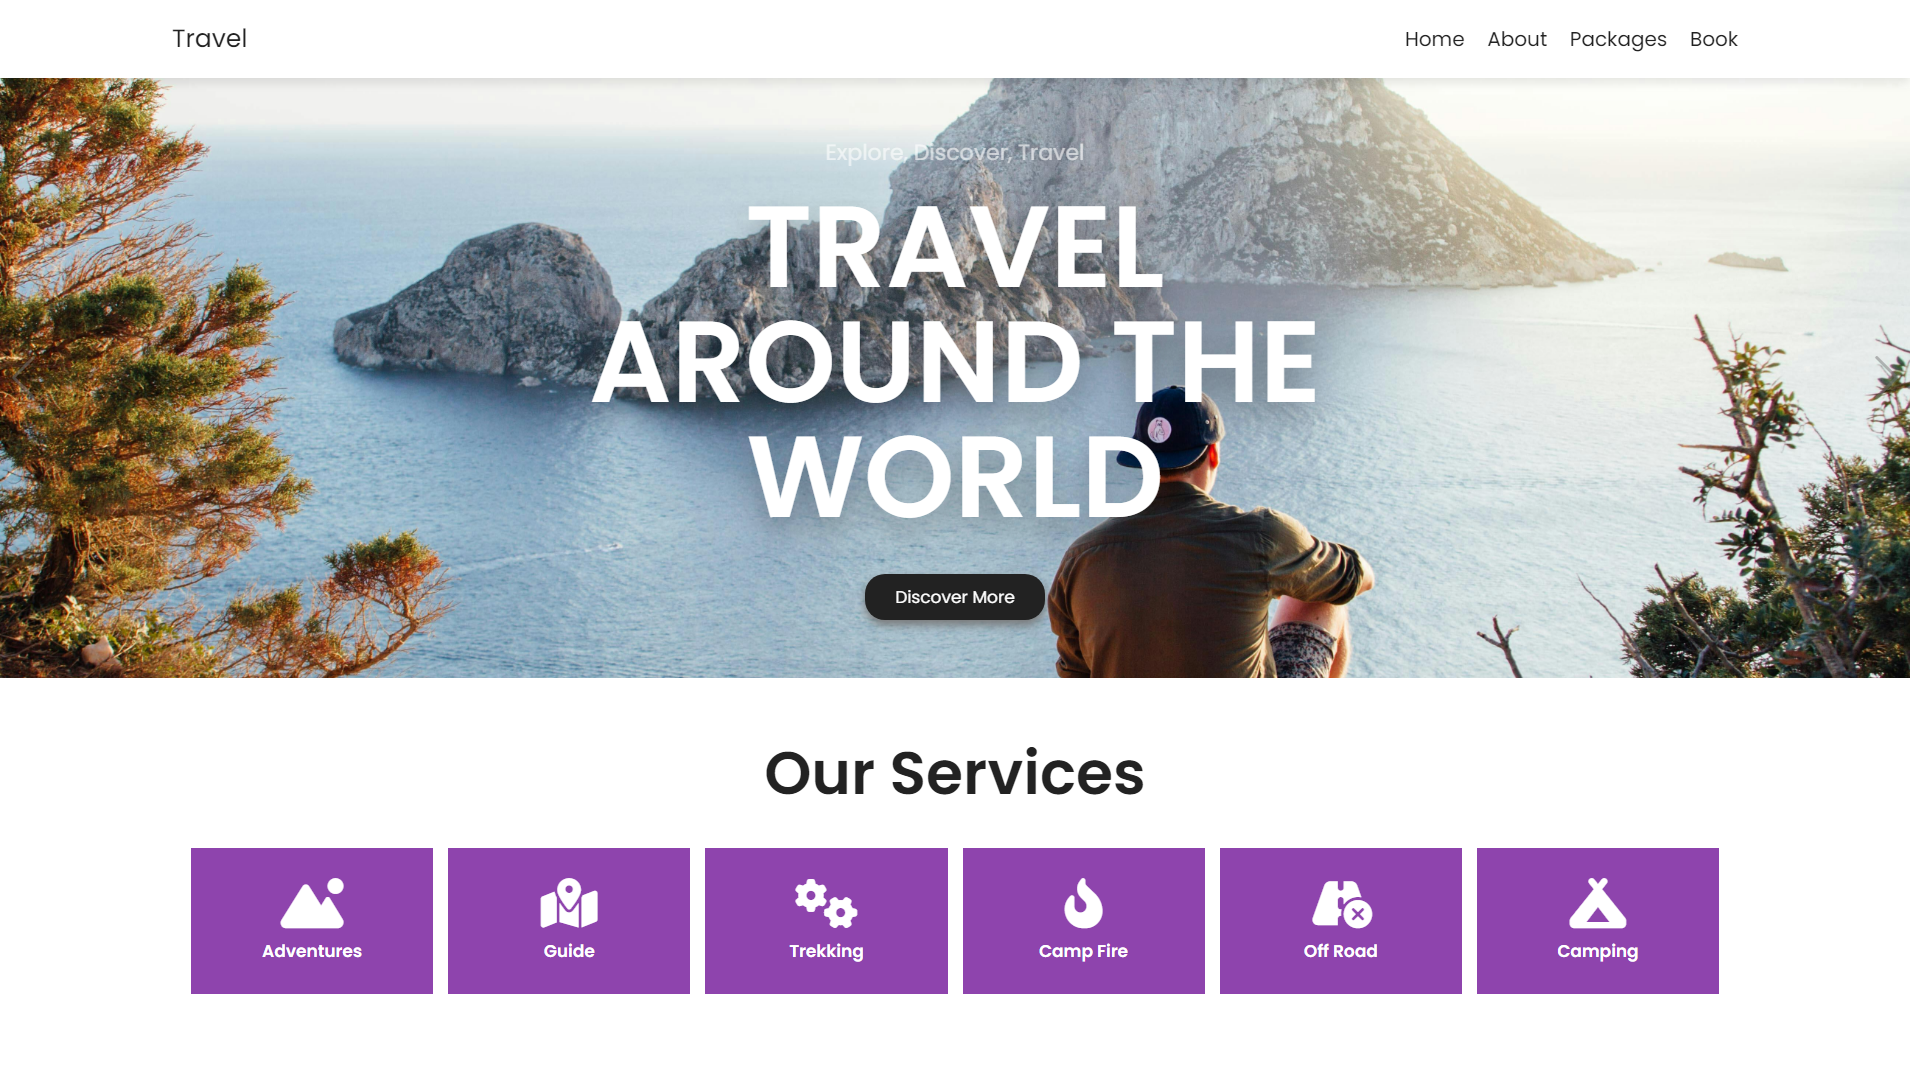 Travel
Home About Packages Book
Explore, Discover, Travel
TRAVEL
AROUND THE
WORLD
Discover More
Our Services
Adventures
Guide
Trekking
Camp Fire
Off Road
Camping